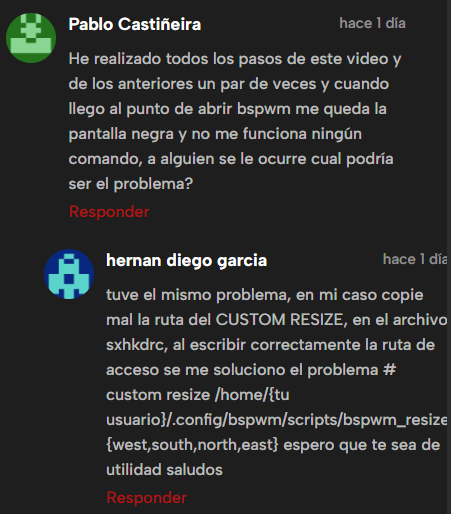 Pablo Castiñeira
hace 1 día
He realizado todos los pasos de este video y
de los anteriores un par de veces y cuando
llego al punto de abrir bspwm me queda la
pantalla negra y no me funciona ningún
comando, a alguien se le ocurre cual podría
ser el problema?
Responder
hernan diego garcia
hace 1 día
tuve el mismo problema, en mi caso copie
mal la ruta del CUSTOM RESIZE, en el archivo
sxhkdrc, al escribir correctamente la ruta de
acceso se me soluciono el problema #
custom resize /home/{tu
usuario}/.config/bspwm/scripts/bspwm_resize
{west,south,north,east} espero que te sea de
utilidad saludos
Responder